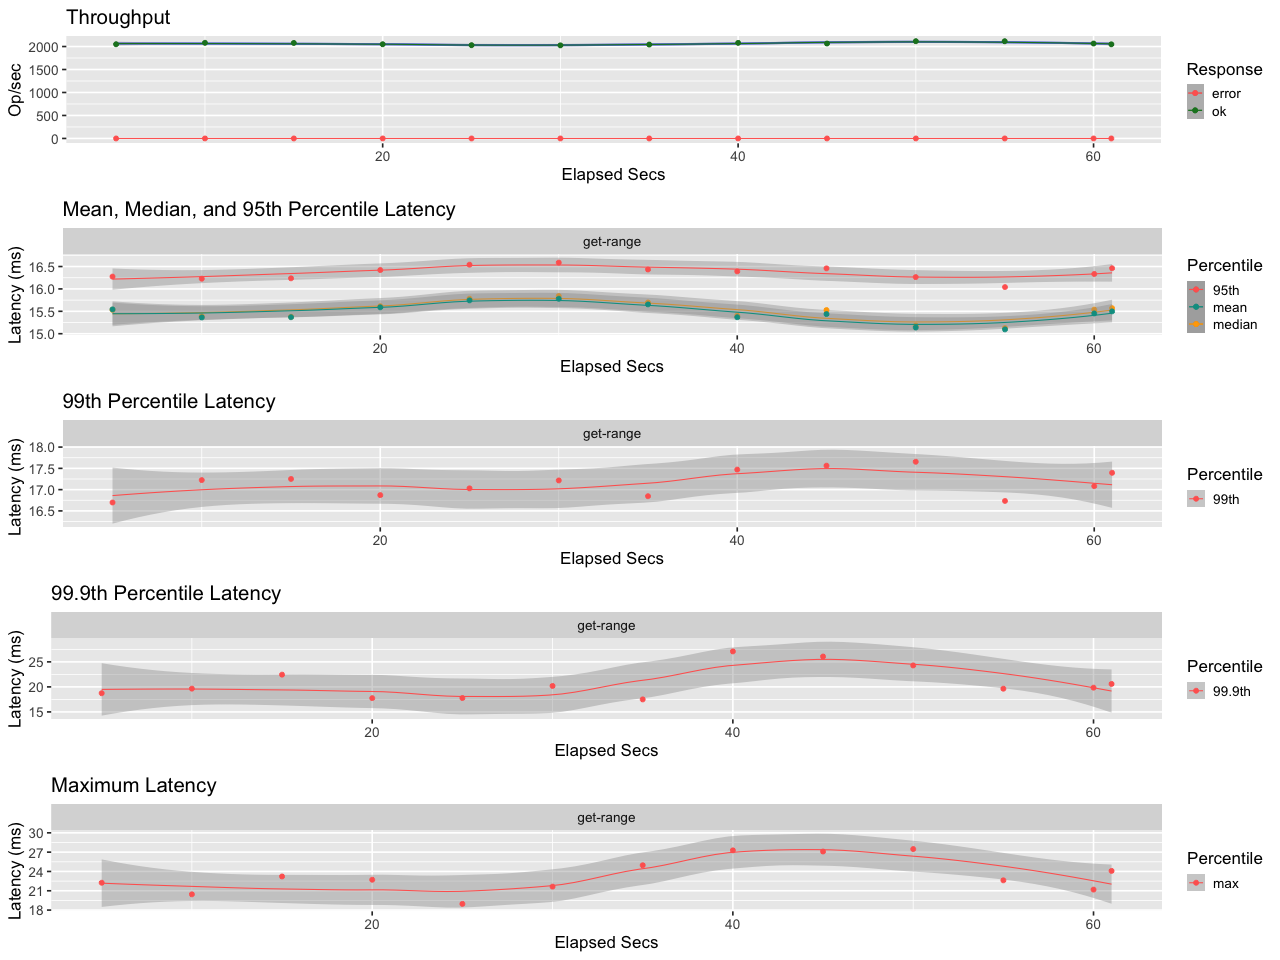 Throughput
2000
1500
1000
500
0
Op/sec
20 40 60
Elapsed Secs
Response
error
ok
Mean, Median, and 95th Percentile Latency
get-range
16.5
16.0
15.5
15.0
Latency (ms)
20 40 60
Elapsed Secs
Percentile
95th
mean
median
99th Percentile Latency
get-range
18.0
17.5
17.0
16.5
Latency (ms)
20 40 60
Elapsed Secs
Percentile
99th
99.9th Percentile Latency
get-range
25
20
15
Latency (ms)
20 40 60
Elapsed Secs
Percentile
99.9th
Maximum Latency
get-range
30
27
24
21
18
Latency (ms)
20 40 60
Elapsed Secs
Percentile
max